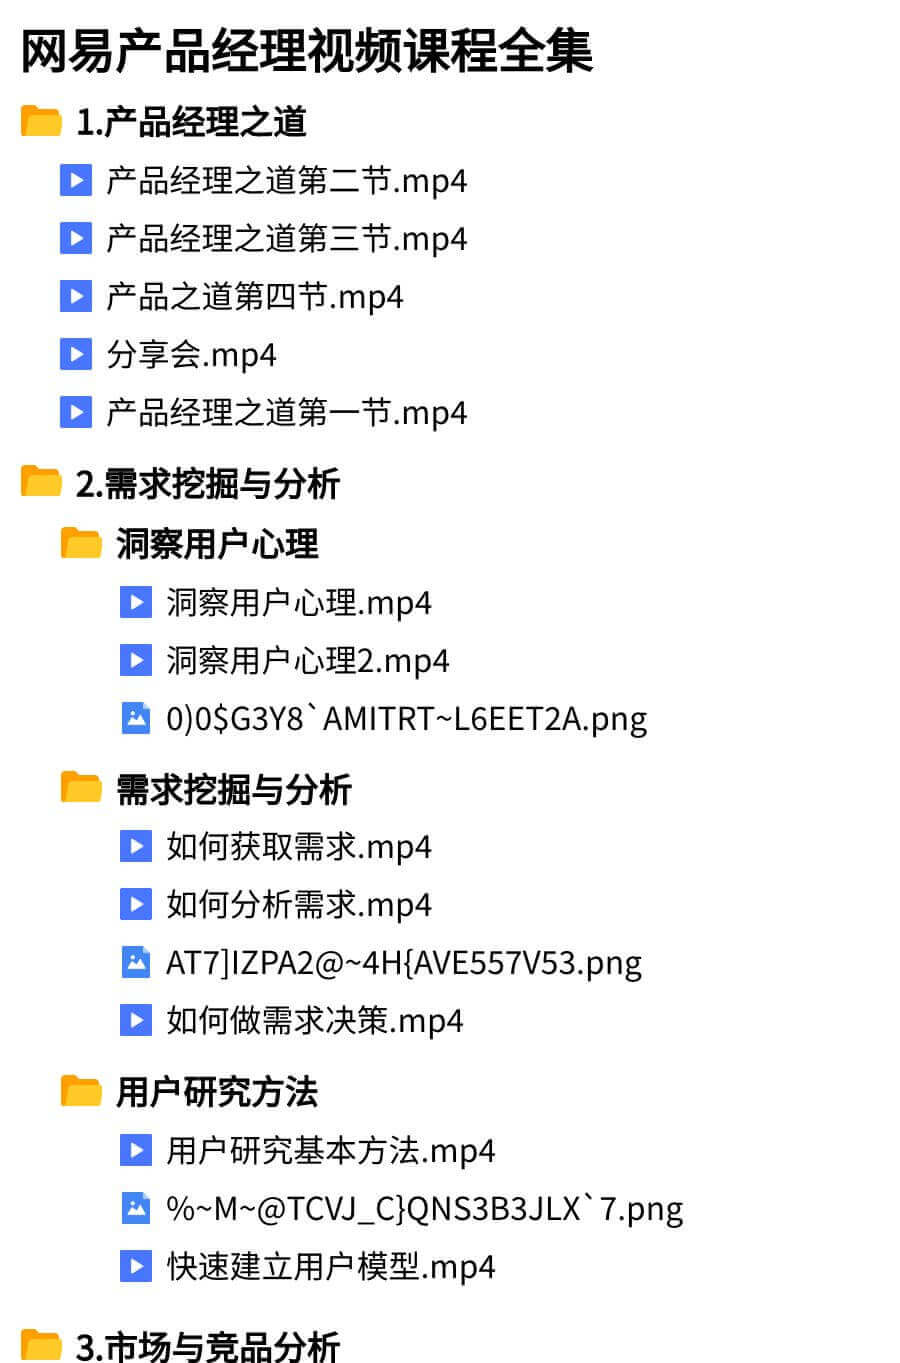 网易产品经理视频课程全集
1.产品经理之道
产品经理之道第二节.mp4
产品经理之道第三节.mp4
产品之道第四节.mp4
分享会.mp4
产品经理之道第一节.mp4
2.需求挖掘与分析
洞察用户心理
洞察用户心理.mp4
洞察用户心理2.mp4
0)0$G3Y8`AMITRT~L6EET2A.png
需求挖掘与分析
如何获取需求.mp4
如何分析需求.mp4
AT7]IZPA2@~4H{AVE557V53.png
如何做需求决策.mp4
用户研究方法
用户研究基本方法.mp4
%~M~@TCVJ_C}QNS3B3JLX`7.png
快速建立用户模型.mp4
3.市场与竞品分析